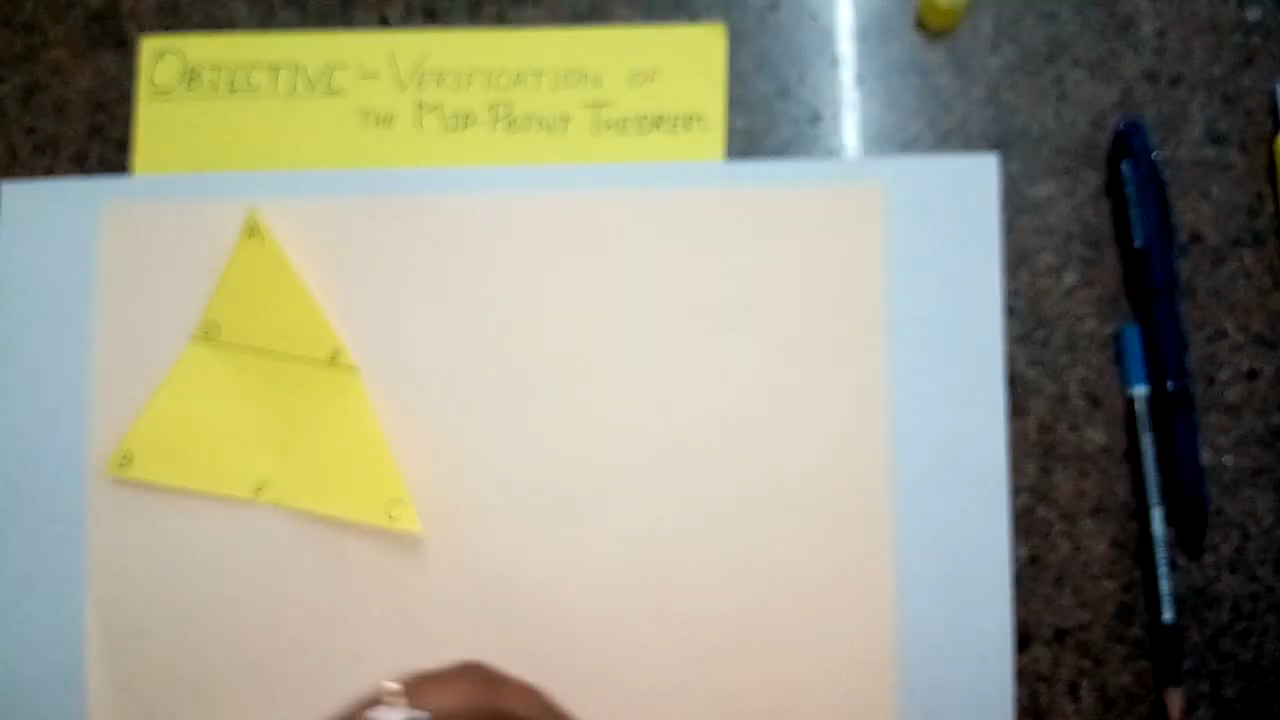 OBJECTIVE - VERIFICATION OF
THE MID-POINT THEOREM
A
D E
B F C